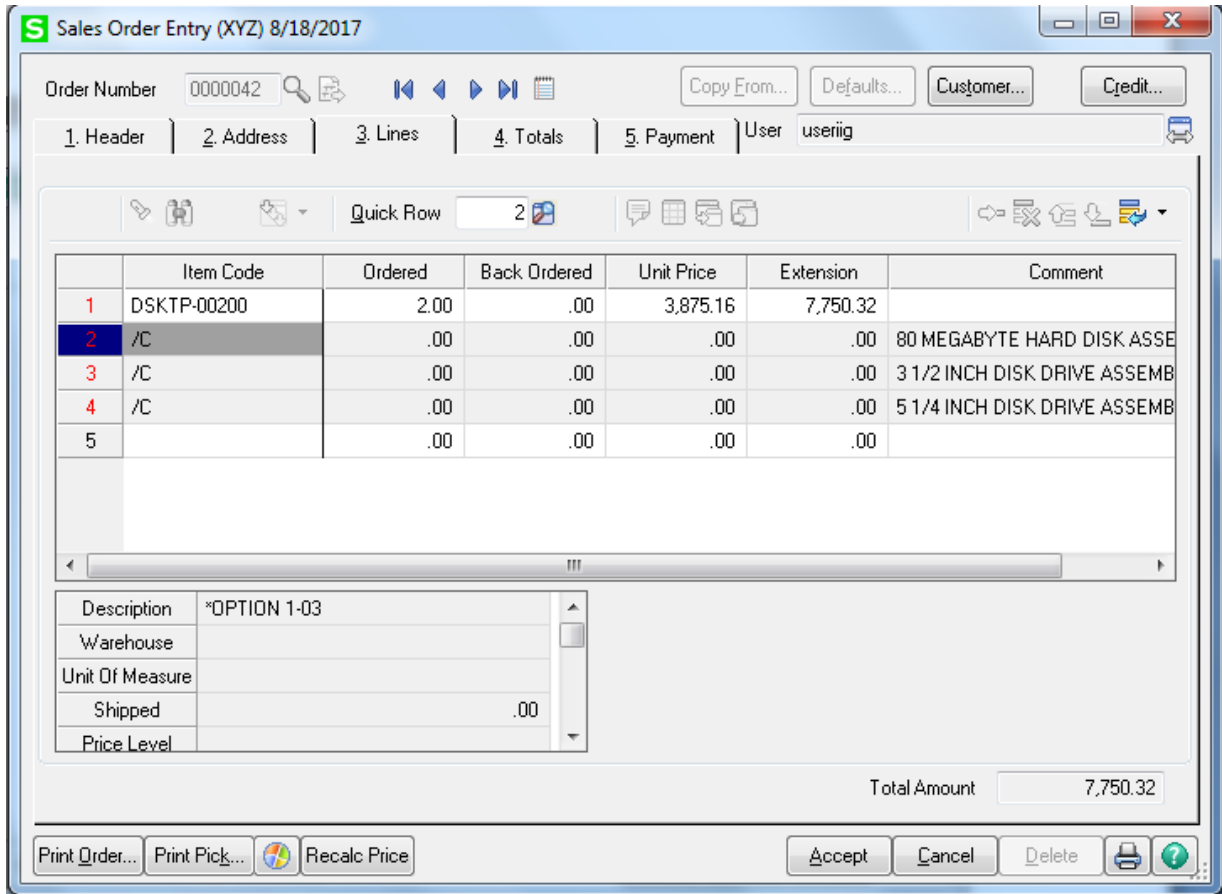 S Sales Order Entry (XYZ) 8/18/2017
Order Number 0000042 Copy From... Defaults... Customer... Credit...
1. Header 2. Address 3. Lines 4. Totals 5. Payment User useriig
Quick Row 2
Item Code Ordered Back Ordered Unit Price Extension Comment
1 DSKTP-00200 2.00 .00 3,875.16 7,750.32
2 /C .00 .00 .00 .00 80 MEGABYTE HARD DISK ASSE
3 /C .00 .00 .00 .00 3 1/2 INCH DISK DRIVE ASSEMB
4 /C .00 .00 .00 .00 5 1/4 INCH DISK DRIVE ASSEMB
5 .00 .00 .00 .00
Description *OPTION 1-03
Warehouse
Unit Of Measure
Shipped .00
Price Level
Total Amount 7,750.32
Print Order... Print Pick... Recalc Price Accept Cancel Delete ?